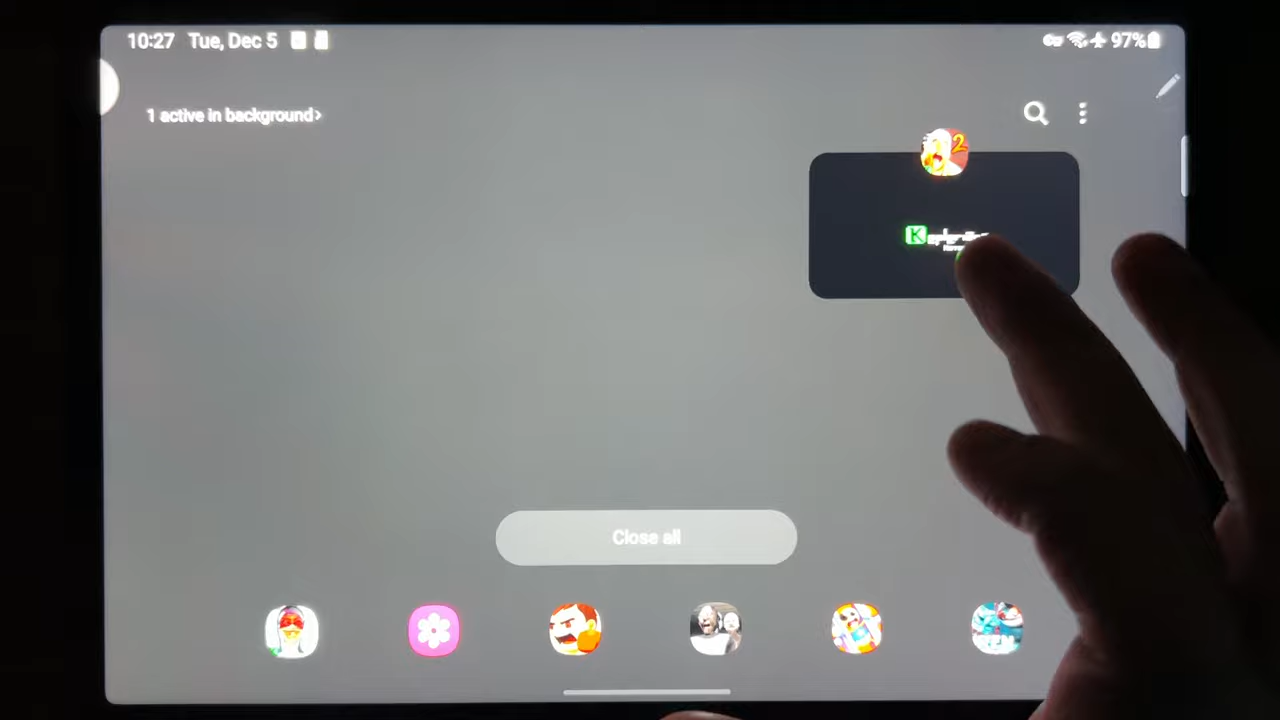 10:27 Tue, Dec 5
97%
1 active in background>
2
K
Close all